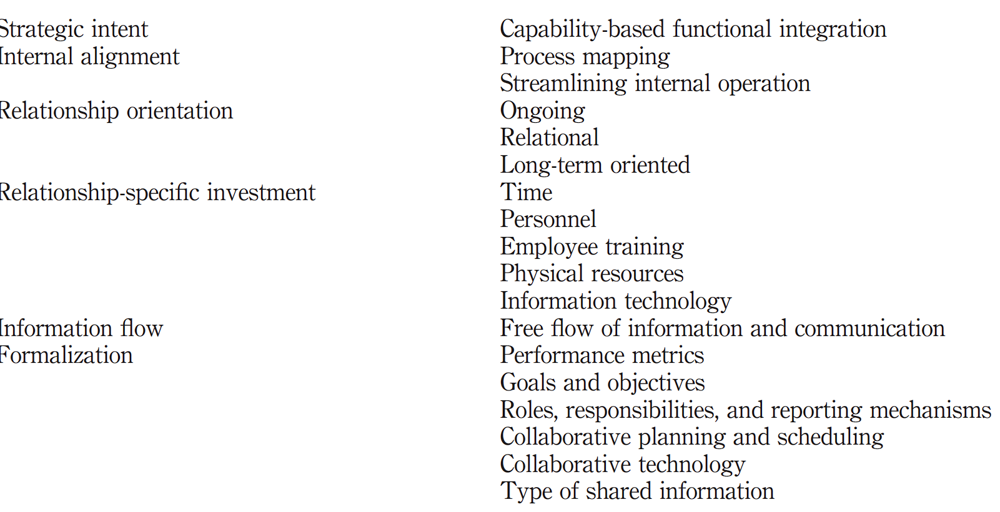 Strategic intent Capability-based functional integration
Internal alignment Process mapping
Streamlining internal operation
Relationship orientation Ongoing
Relational
Long-term oriented
Relationship-specific investment Time
Personnel
Employee training
Physical resources
Information technology
Information flow Free flow of information and communication
Formalization Performance metrics
Goals and objectives
Roles, responsibilities, and reporting mechanisms
Collaborative planning and scheduling
Collaborative technology
Type of shared information